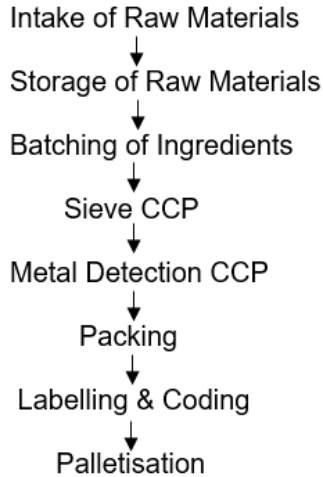 Intake of Raw Materials
Storage of Raw Materials
Batching of Ingredients
Sieve CCP
Metal Detection CCP
Packing
Labelling & Coding
Palletisation